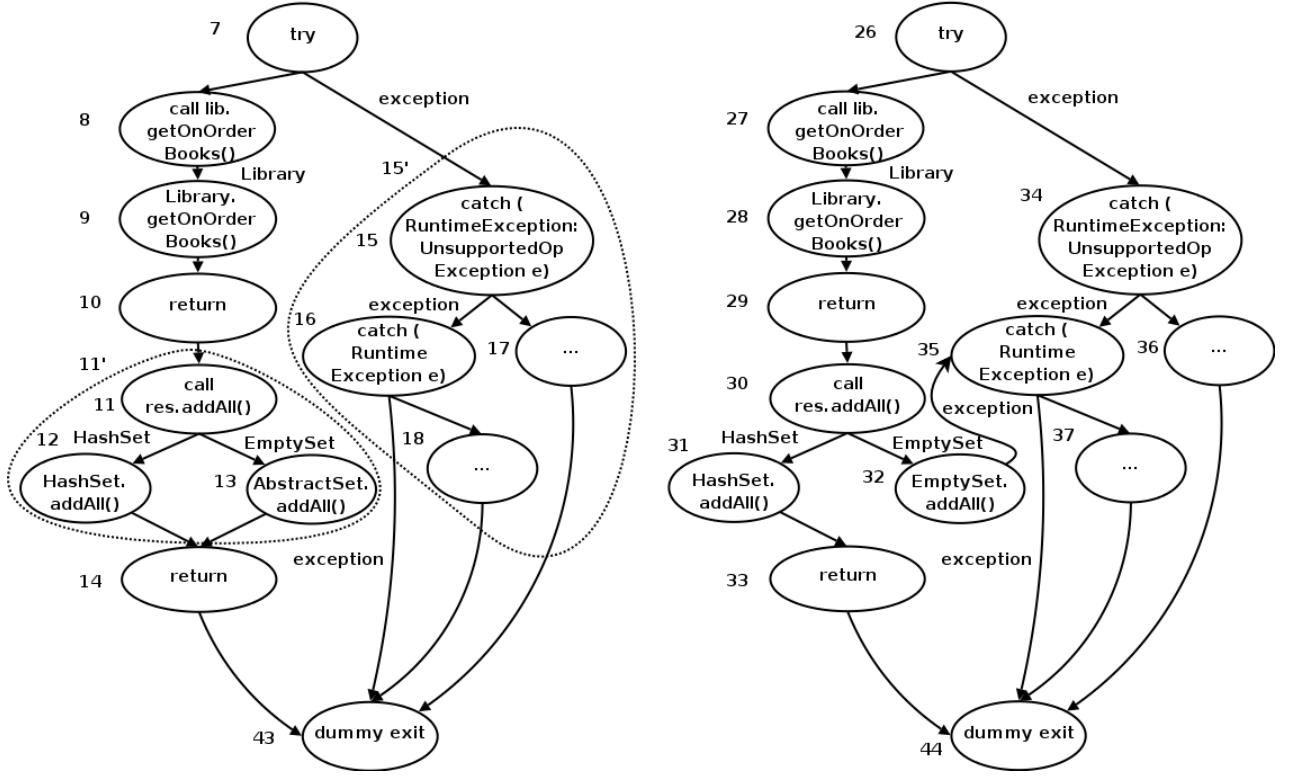 7
try
exception
8
call lib.
getOnOrder
Books()
Library
15'
9
Library.
getOnOrder
Books()
15
catch (
RuntimeException:
UnsupportedOp
Exception e)
10
return
exception
16
catch (
Runtime
Exception e)
17
...
11'
11
call
res.addAll()
12
HashSet
EmptySet
18
...
HashSet.
addAll()
13
AbstractSet.
addAll()
exception
14
return
43
dummy exit
26
try
exception
27
call lib.
getOnOrder
Books()
Library
28
Library.
getOnOrder
Books()
34
catch (
RuntimeException:
UnsupportedOp
Exception e)
29
return
exception
35
catch (
Runtime
Exception e)
36
...
30
call
res.addAll()
exception
31
HashSet
EmptySet
37
...
HashSet.
addAll()
32
EmptySet.
addAll()
exception
33
return
44
dummy exit